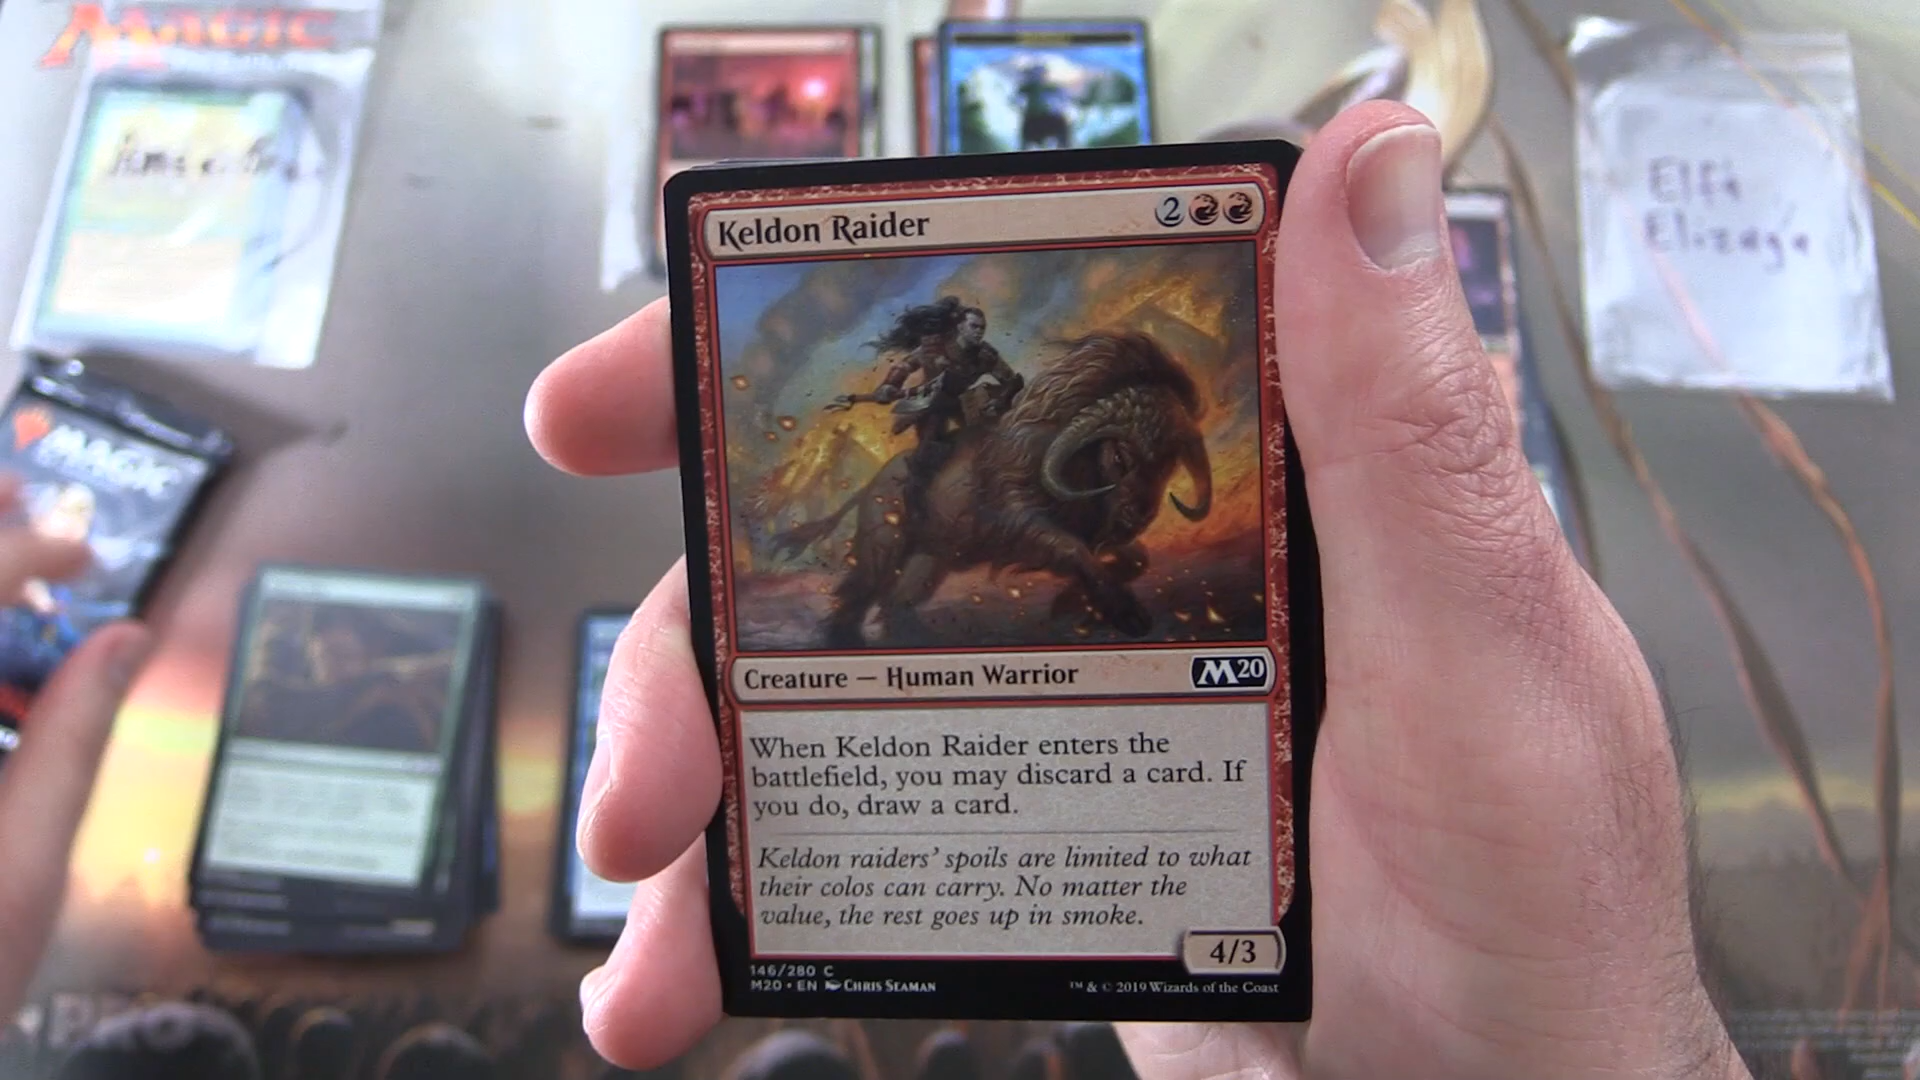 MAGIC
Elfa
Elizaga
Keldon Raider
2
Creature — Human Warrior
M20
When Keldon Raider enters the
battlefield, you may discard a card. If
you do, draw a card.
Keldon raiders' spoils are limited to what
their colos can carry. No matter the
value, the rest goes up in smoke.
4/3
146/280 C
M20 • EN Chris Seaman
™ & © 2019 Wizards of the Coast
MAGIC